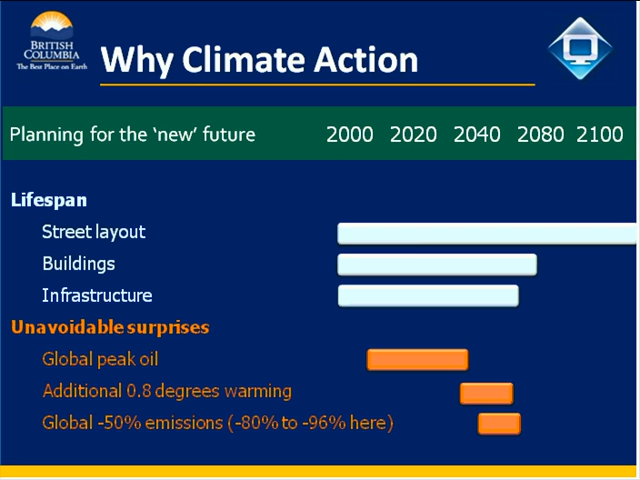 BRITISH
COLUMBIA
The Best Place on Earth
Why Climate Action
Planning for the ‘new’ future 2000 2020 2040 2080 2100
Lifespan
Street layout
Buildings
Infrastructure
Unavoidable surprises
Global peak oil
Additional 0.8 degrees warming
Global -50% emissions (-80% to -96% here)